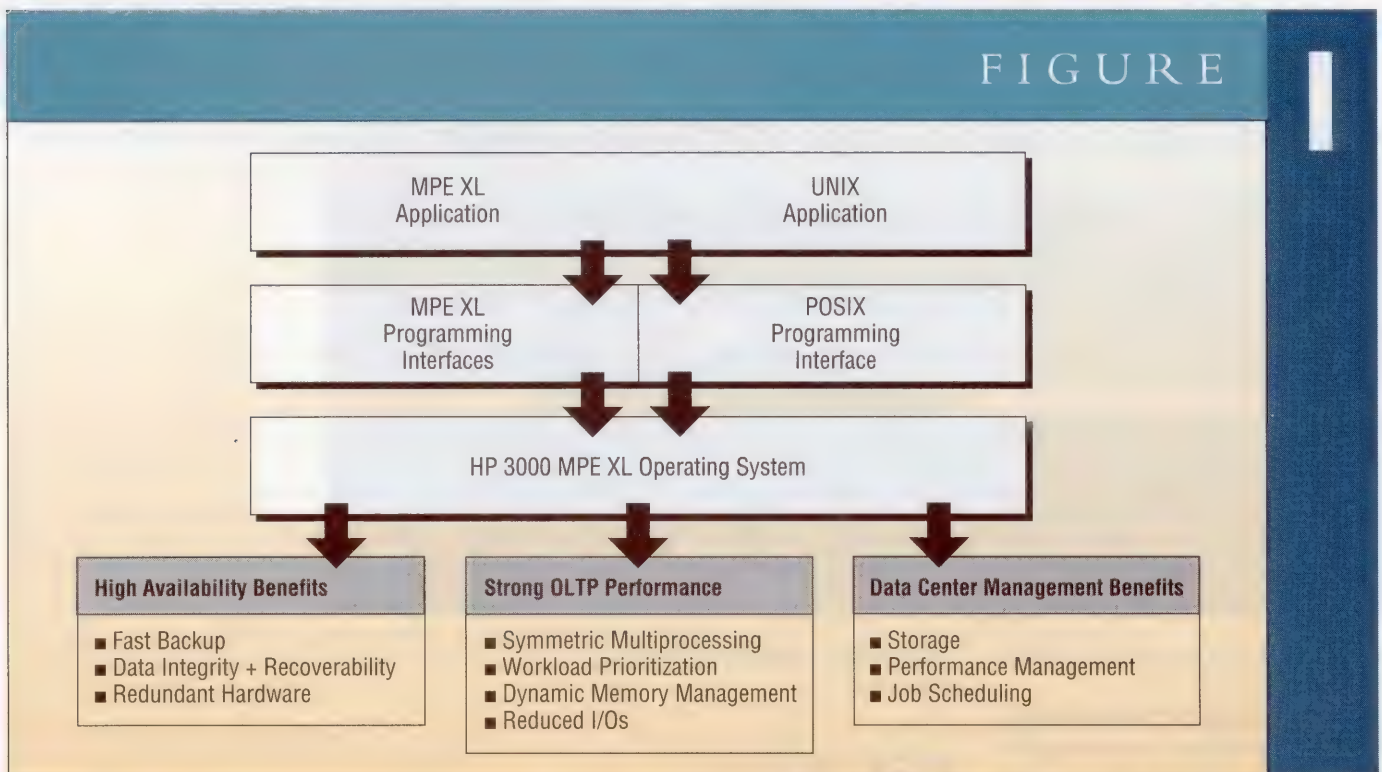 FIGURE
1
MPE XL
Application
UNIX
Application
MPE XL
Programming
Interfaces
POSIX
Programming
Interface
HP 3000 MPE XL Operating System
High Availability Benefits
■ Fast Backup
■ Data Integrity + Recoverability
■ Redundant Hardware
Strong OLTP Performance
■ Symmetric Multiprocessing
■ Workload Prioritization
■ Dynamic Memory Management
■ Reduced I/Os
Data Center Management Benefits
■ Storage
■ Performance Management
■ Job Scheduling